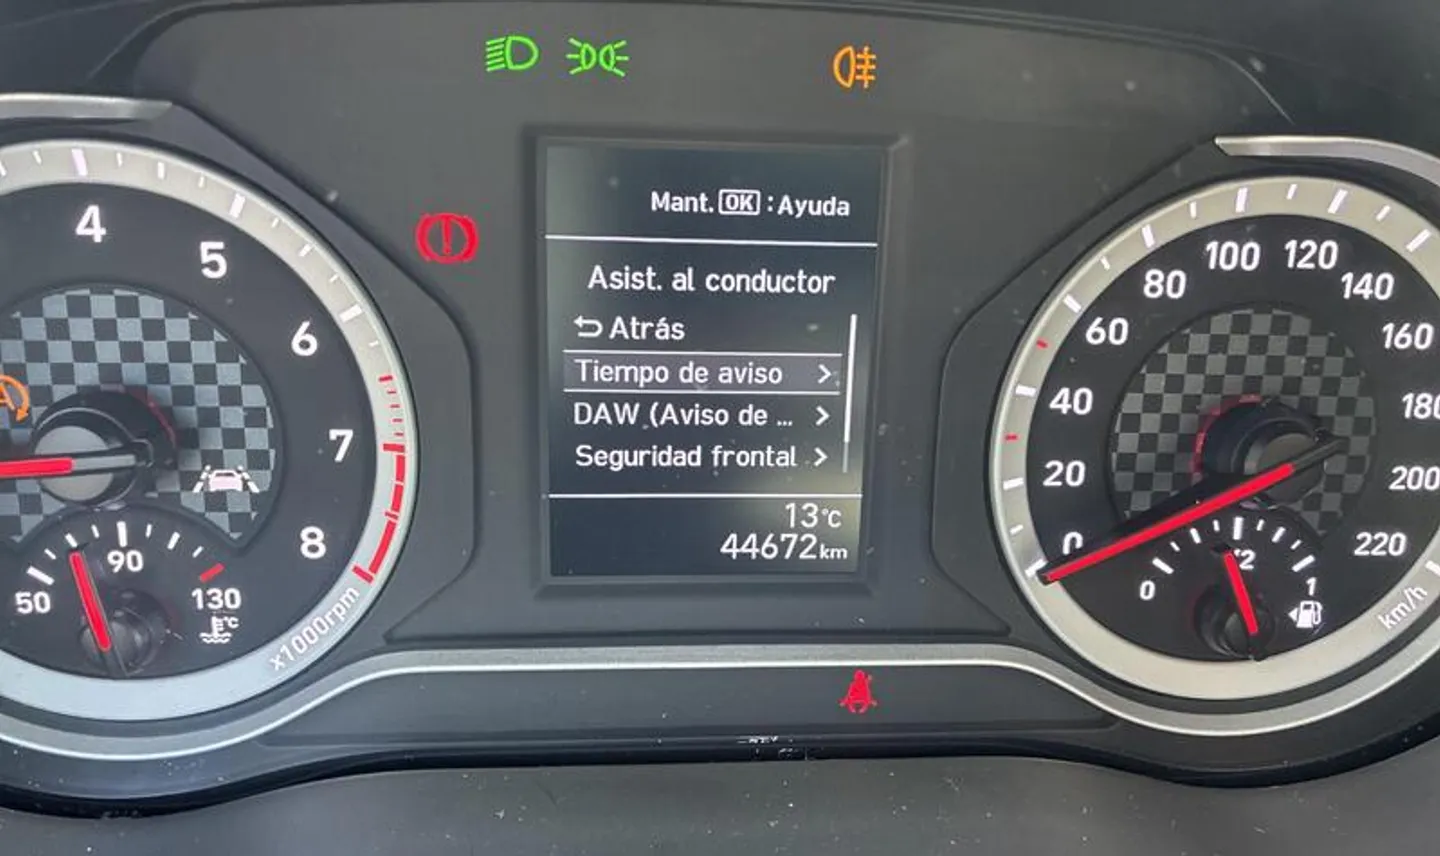 Mant. OK : Ayuda
Asist. al conductor
Atrás
Tiempo de aviso >
DAW (Aviso de ... >
Seguridad frontal >
13°C
44672km
4
5
6
7
8
x1000rpm
50
90
130
°C
0
20
40
60
80
100
120
140
160
180
200
220
km/h
0
1